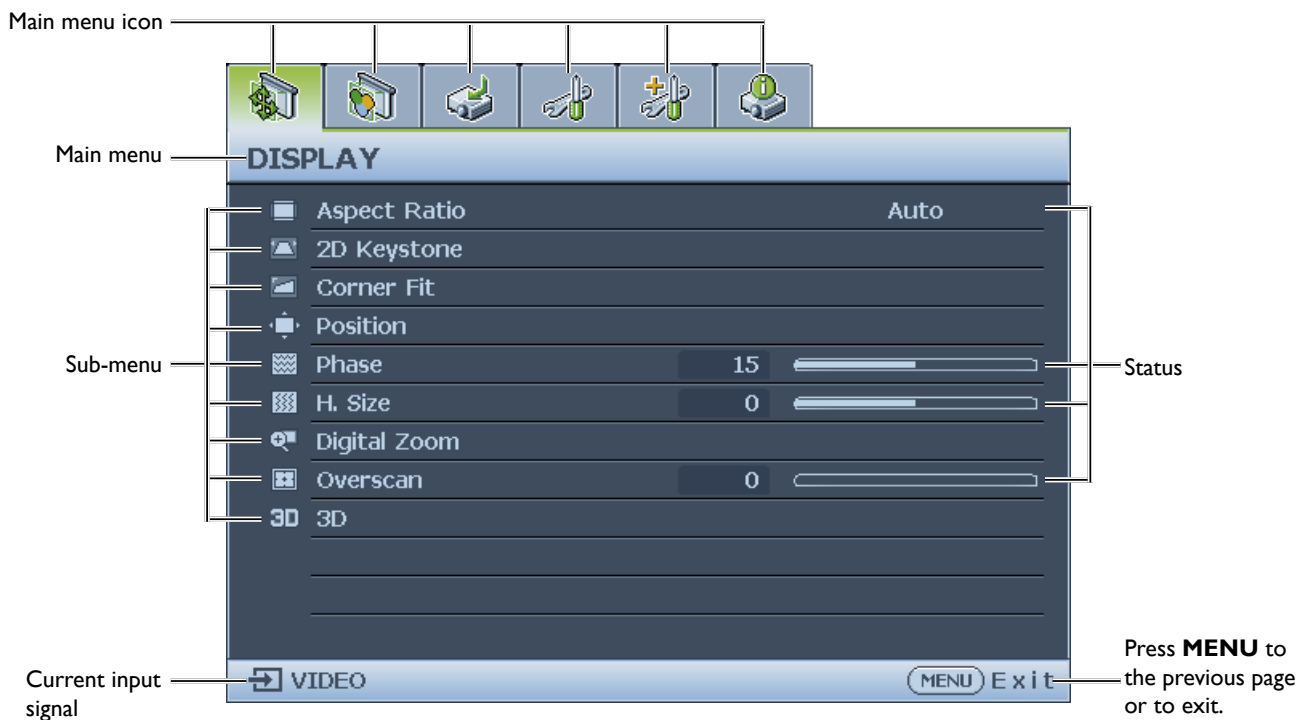 Main menu icon
Main menu
DISPLAY
Aspect Ratio Auto
2D Keystone
Corner Fit
Position
Sub-menu
Phase 15
Status
H. Size 0
Digital Zoom
Overscan 0
3D 3D
Current input
signal
VIDEO
MENU Exit
Press MENU to
the previous page
or to exit.